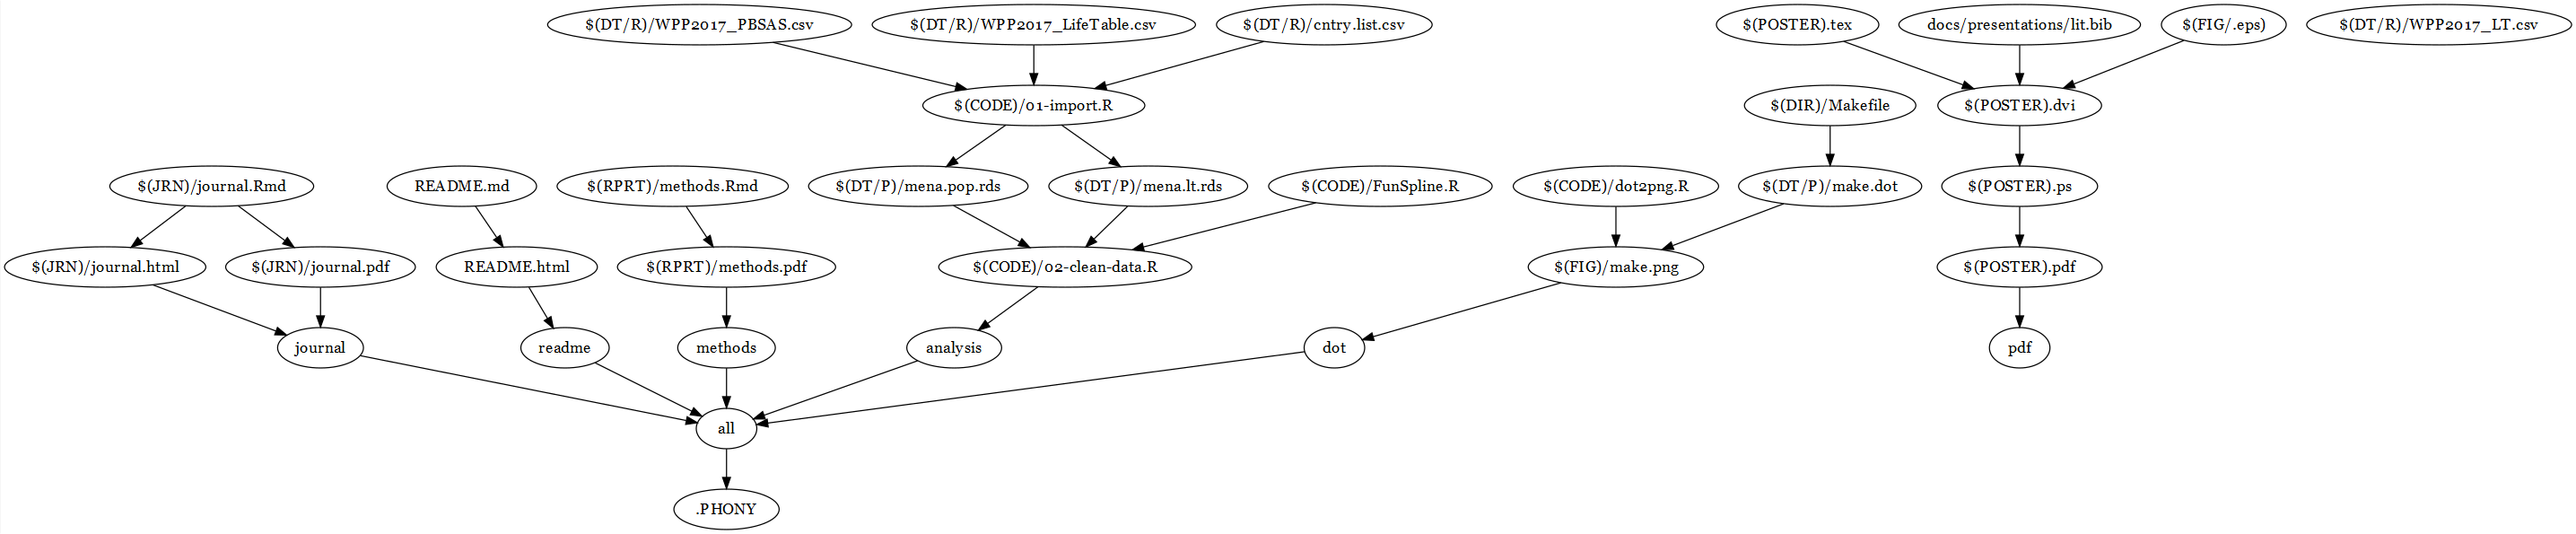 $(DT/R)/WPP2017_PBSAS.csv
$(DT/R)/WPP2017_LifeTable.csv
$(DT/R)/cntry.list.csv
$(POSTER).tex
docs/presentations/lit.bib
$(FIG/.eps)
$(DT/R)/WPP2017_LT.csv
$(CODE)/01-import.R
$(DIR)/Makefile
$(POSTER).dvi
$(JRN)/journal.Rmd
README.md
$(RPRT)/methods.Rmd
$(DT/P)/mena.pop.rds
$(DT/P)/mena.lt.rds
$(CODE)/FunSpline.R
$(CODE)/dot2png.R
$(DT/P)/make.dot
$(POSTER).ps
$(JRN)/journal.html
$(JRN)/journal.pdf
README.html
$(RPRT)/methods.pdf
$(CODE)/02-clean-data.R
$(FIG)/make.png
$(POSTER).pdf
journal
readme
methods
analysis
dot
pdf
all
.PHONY